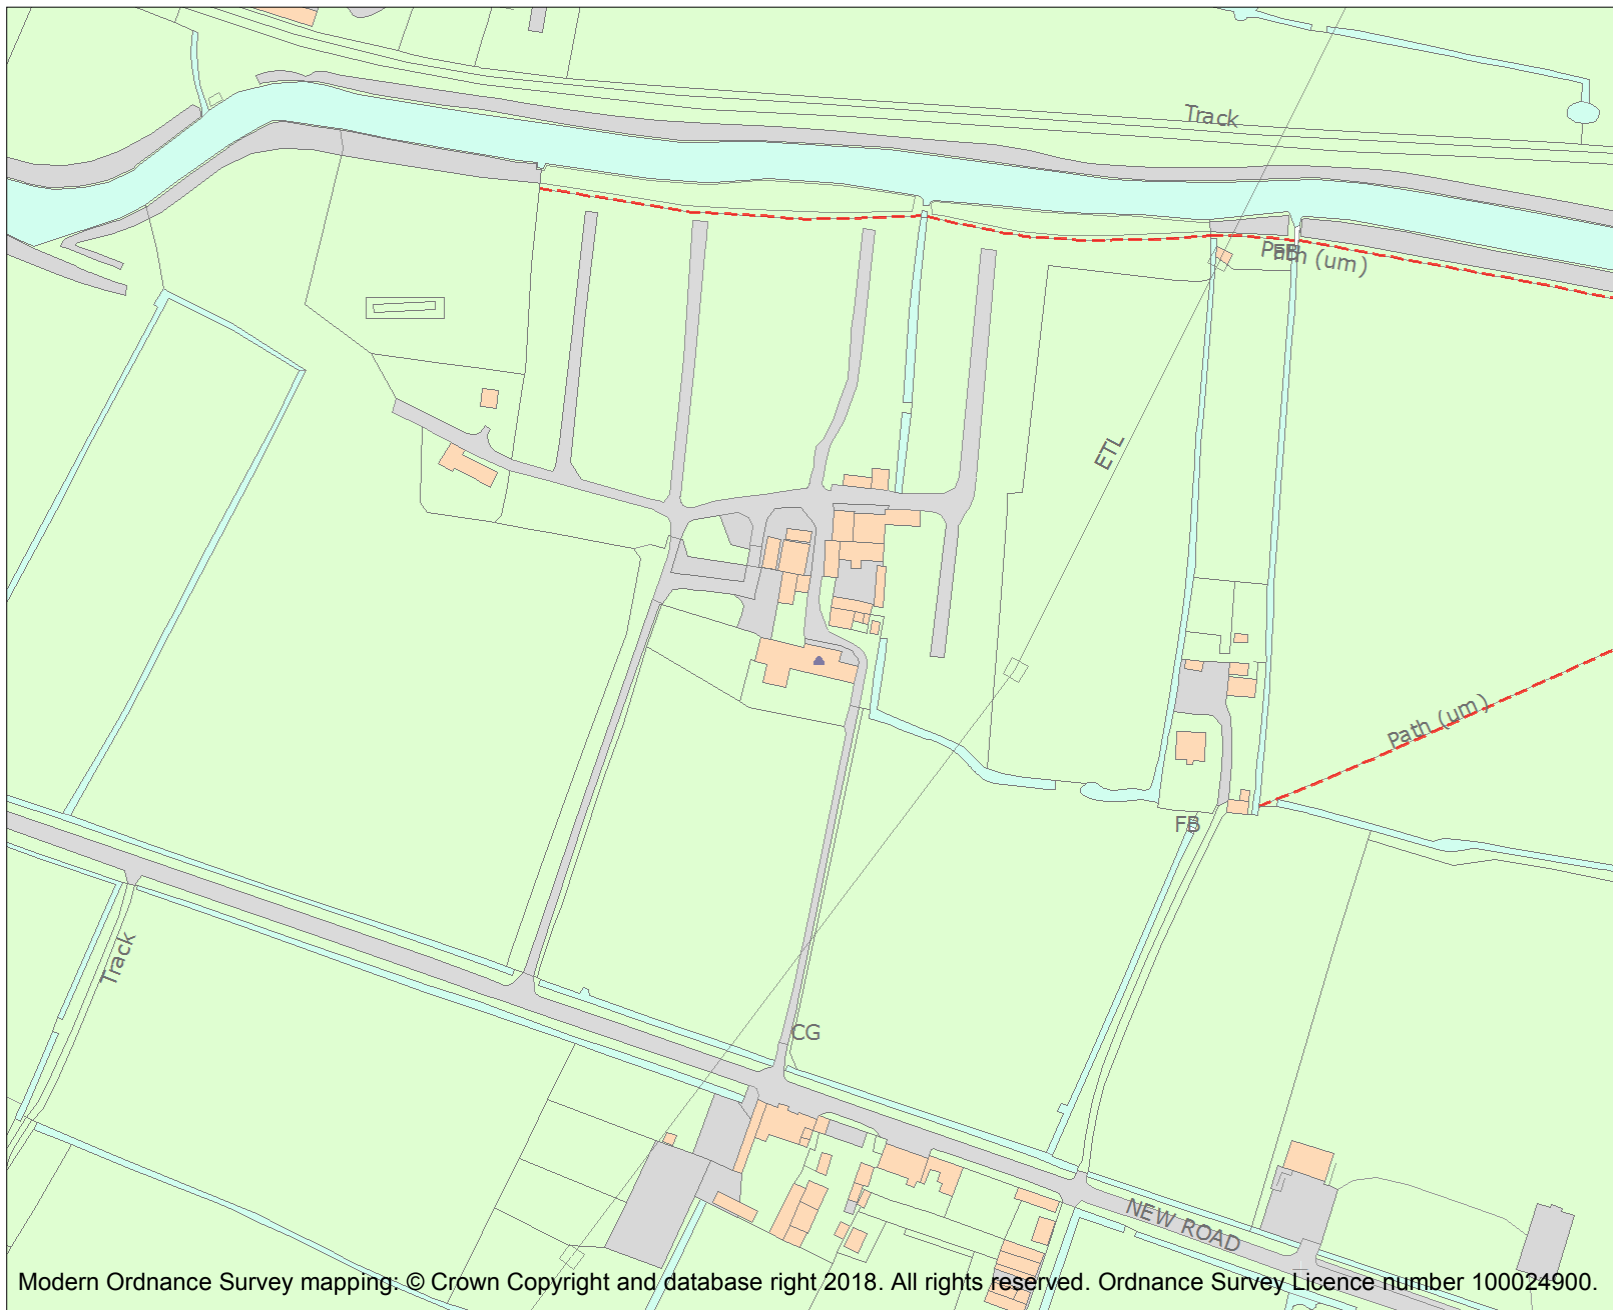 Track
Path (um)
FB
ETL
Path (um)
FB
Track
CG
NEW ROAD
Modern Ordnance Survey mapping: © Crown Copyright and database right 2018. All rights reserved. Ordnance Survey Licence number 100024900.